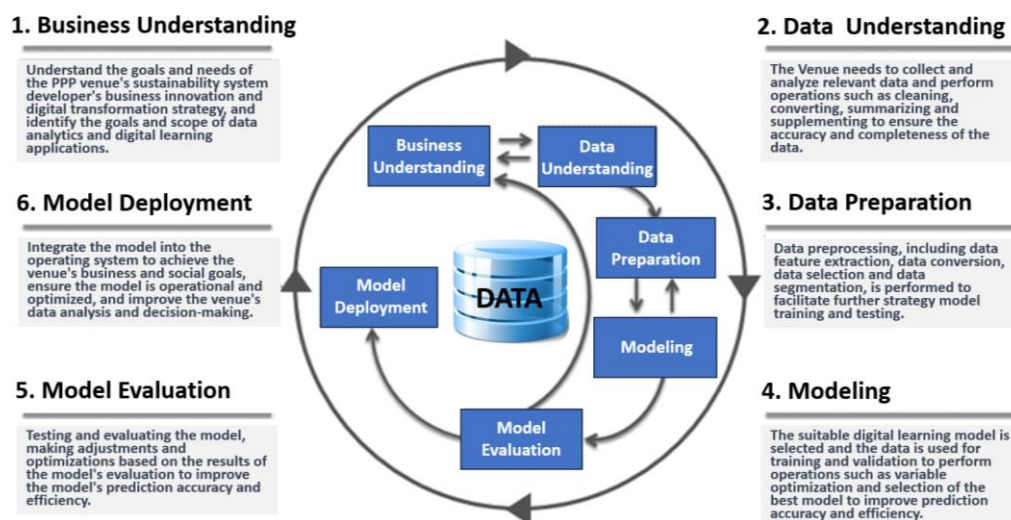 1. Business Understanding
Understand the goals and needs of
the PPP venue's sustainability system
developer's business innovation and
digital transformation strategy, and
identify the goals and scope of data
analytics and digital learning
applications.
2. Data Understanding
The Venue needs to collect and
analyze relevant data and perform
operations such as cleaning,
converting, summarizing and
supplementing to ensure the
accuracy and completeness of the
data.
Business
Understanding
Data
Understanding
Data
Preparation
Modeling
Model
Evaluation
Model
Deployment
DATA
6. Model Deployment
Integrate the model into the
operating system to achieve the
venue's business and social goals,
ensure the model is operational and
optimized, and improve the venue's
data analysis and decision-making.
3. Data Preparation
Data preprocessing, including data
feature extraction, data conversion,
data selection and data
segmentation, is performed to
facilitate further strategy model
training and testing.
5. Model Evaluation
Testing and evaluating the model,
making adjustments and
optimizations based on the results of
the model's evaluation to improve
the model's prediction accuracy and
efficiency.
4. Modeling
The suitable digital learning model is
selected and the data is used for
training and validation to perform
operations such as variable
optimization and selection of the
best model to improve prediction
accuracy and efficiency.